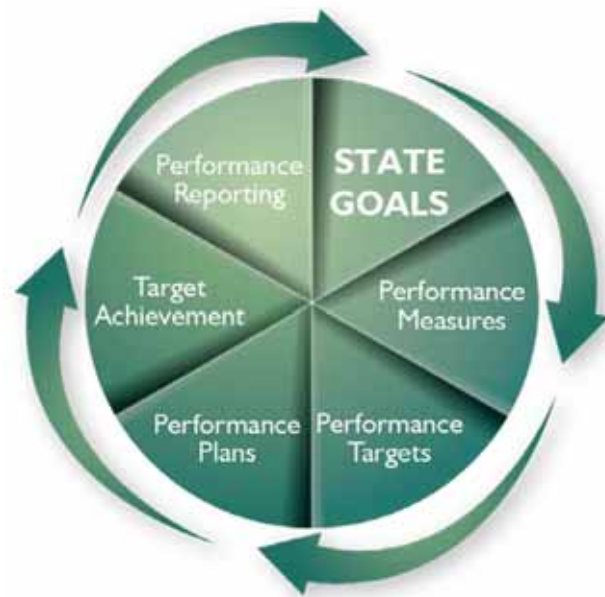 STATE
GOALS
Performance
Measures
Performance
Targets
Performance
Plans
Target
Achievement
Performance
Reporting